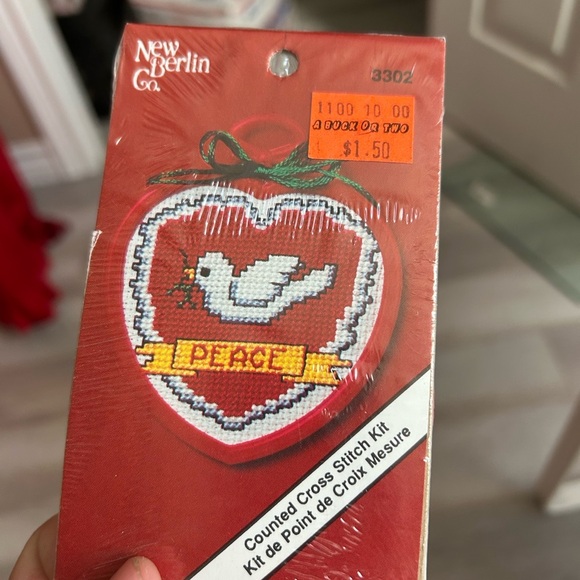 New
Berlin
Co.
3302
1100 10 00
A BUCK OR TWO
$1.50
PEACE
Counted Cross Stitch Kit
Kit de Point de Croix Mesure